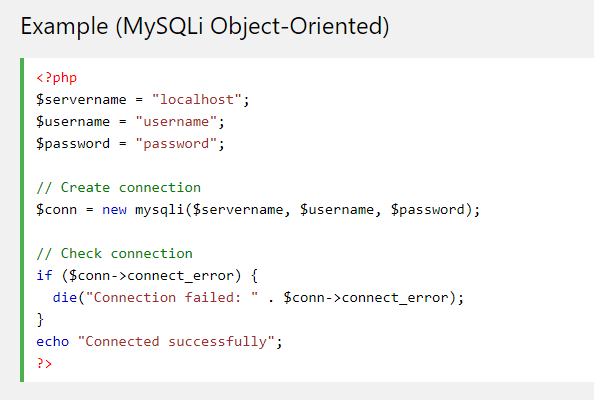 Example (MySQLi Object-Oriented)
<?php
$servername = "localhost";
$username = "username";
$password = "password";

// Create connection
$conn = new mysqli($servername, $username, $password);

// Check connection
if ($conn->connect_error) {
  die("Connection failed: " . $conn->connect_error);
}
echo "Connected successfully";
?>